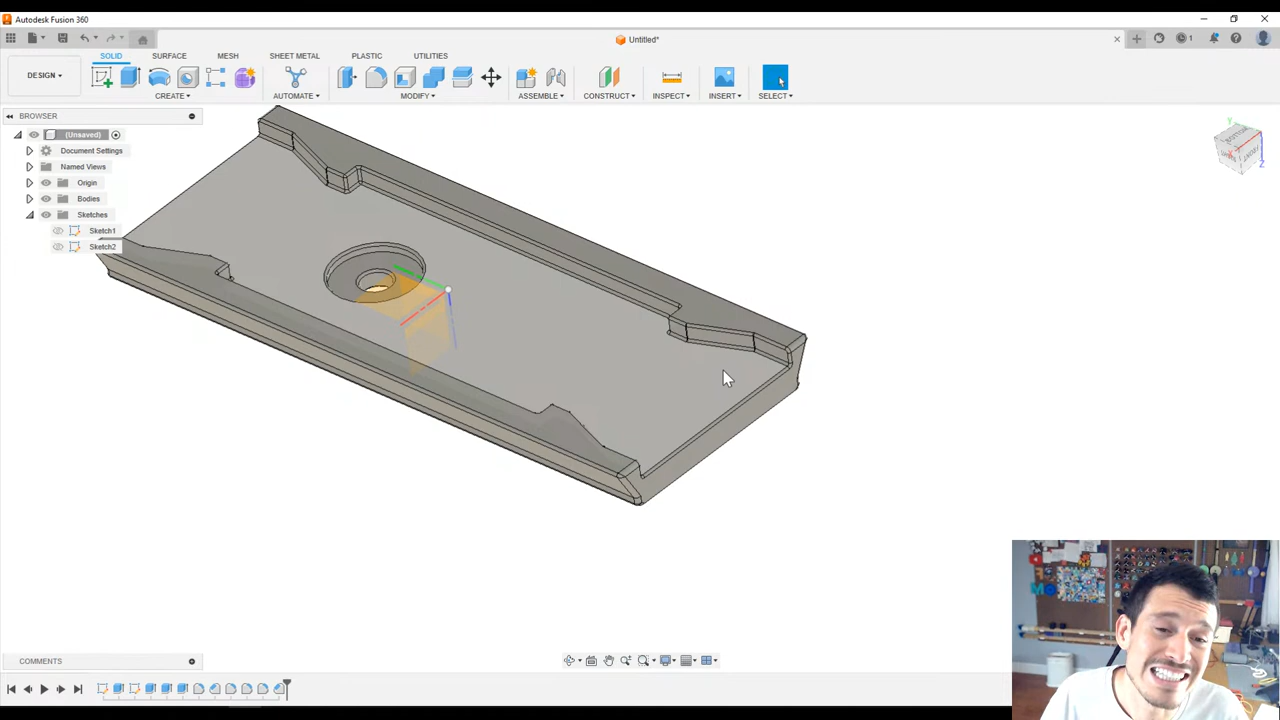 Autodesk Fusion 360
Untitled*
SOLID SURFACE MESH SHEET METAL PLASTIC UTILITIES
DESIGN
CREATE AUTOMATE MODIFY ASSEMBLE CONSTRUCT INSPECT INSERT SELECT
BROWSER
(Unsaved)
Document Settings
Named Views
Origin
Bodies
Sketches
Sketch1
Sketch2
BOTTOM
Y
Z
COMMENTS